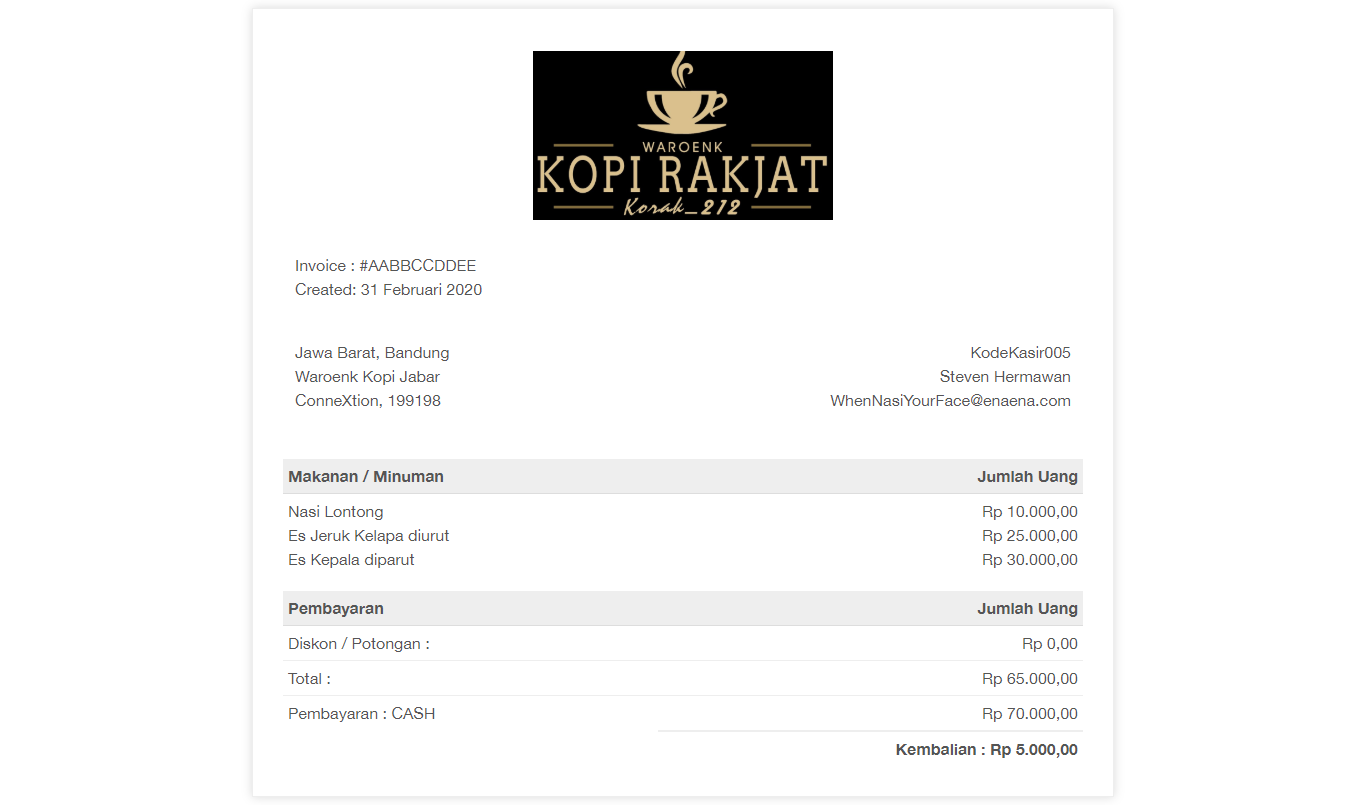 WAROENK
KOPI RAKJAT
Korak_212
Invoice : #AABBCCDDEE
Created: 31 Februari 2020
Jawa Barat, Bandung
Waroenk Kopi Jabar
ConneXtion, 199198
KodeKasir005
Steven Hermawan
WhenNasiYourFace@enaena.com
Makanan / Minuman Jumlah Uang
Nasi Lontong Rp 10.000,00
Es Jeruk Kelapa diurut Rp 25.000,00
Es Kepala diparut Rp 30.000,00
Pembayaran Jumlah Uang
Diskon / Potongan : Rp 0,00
Total : Rp 65.000,00
Pembayaran : CASH Rp 70.000,00
Kembalian : Rp 5.000,00